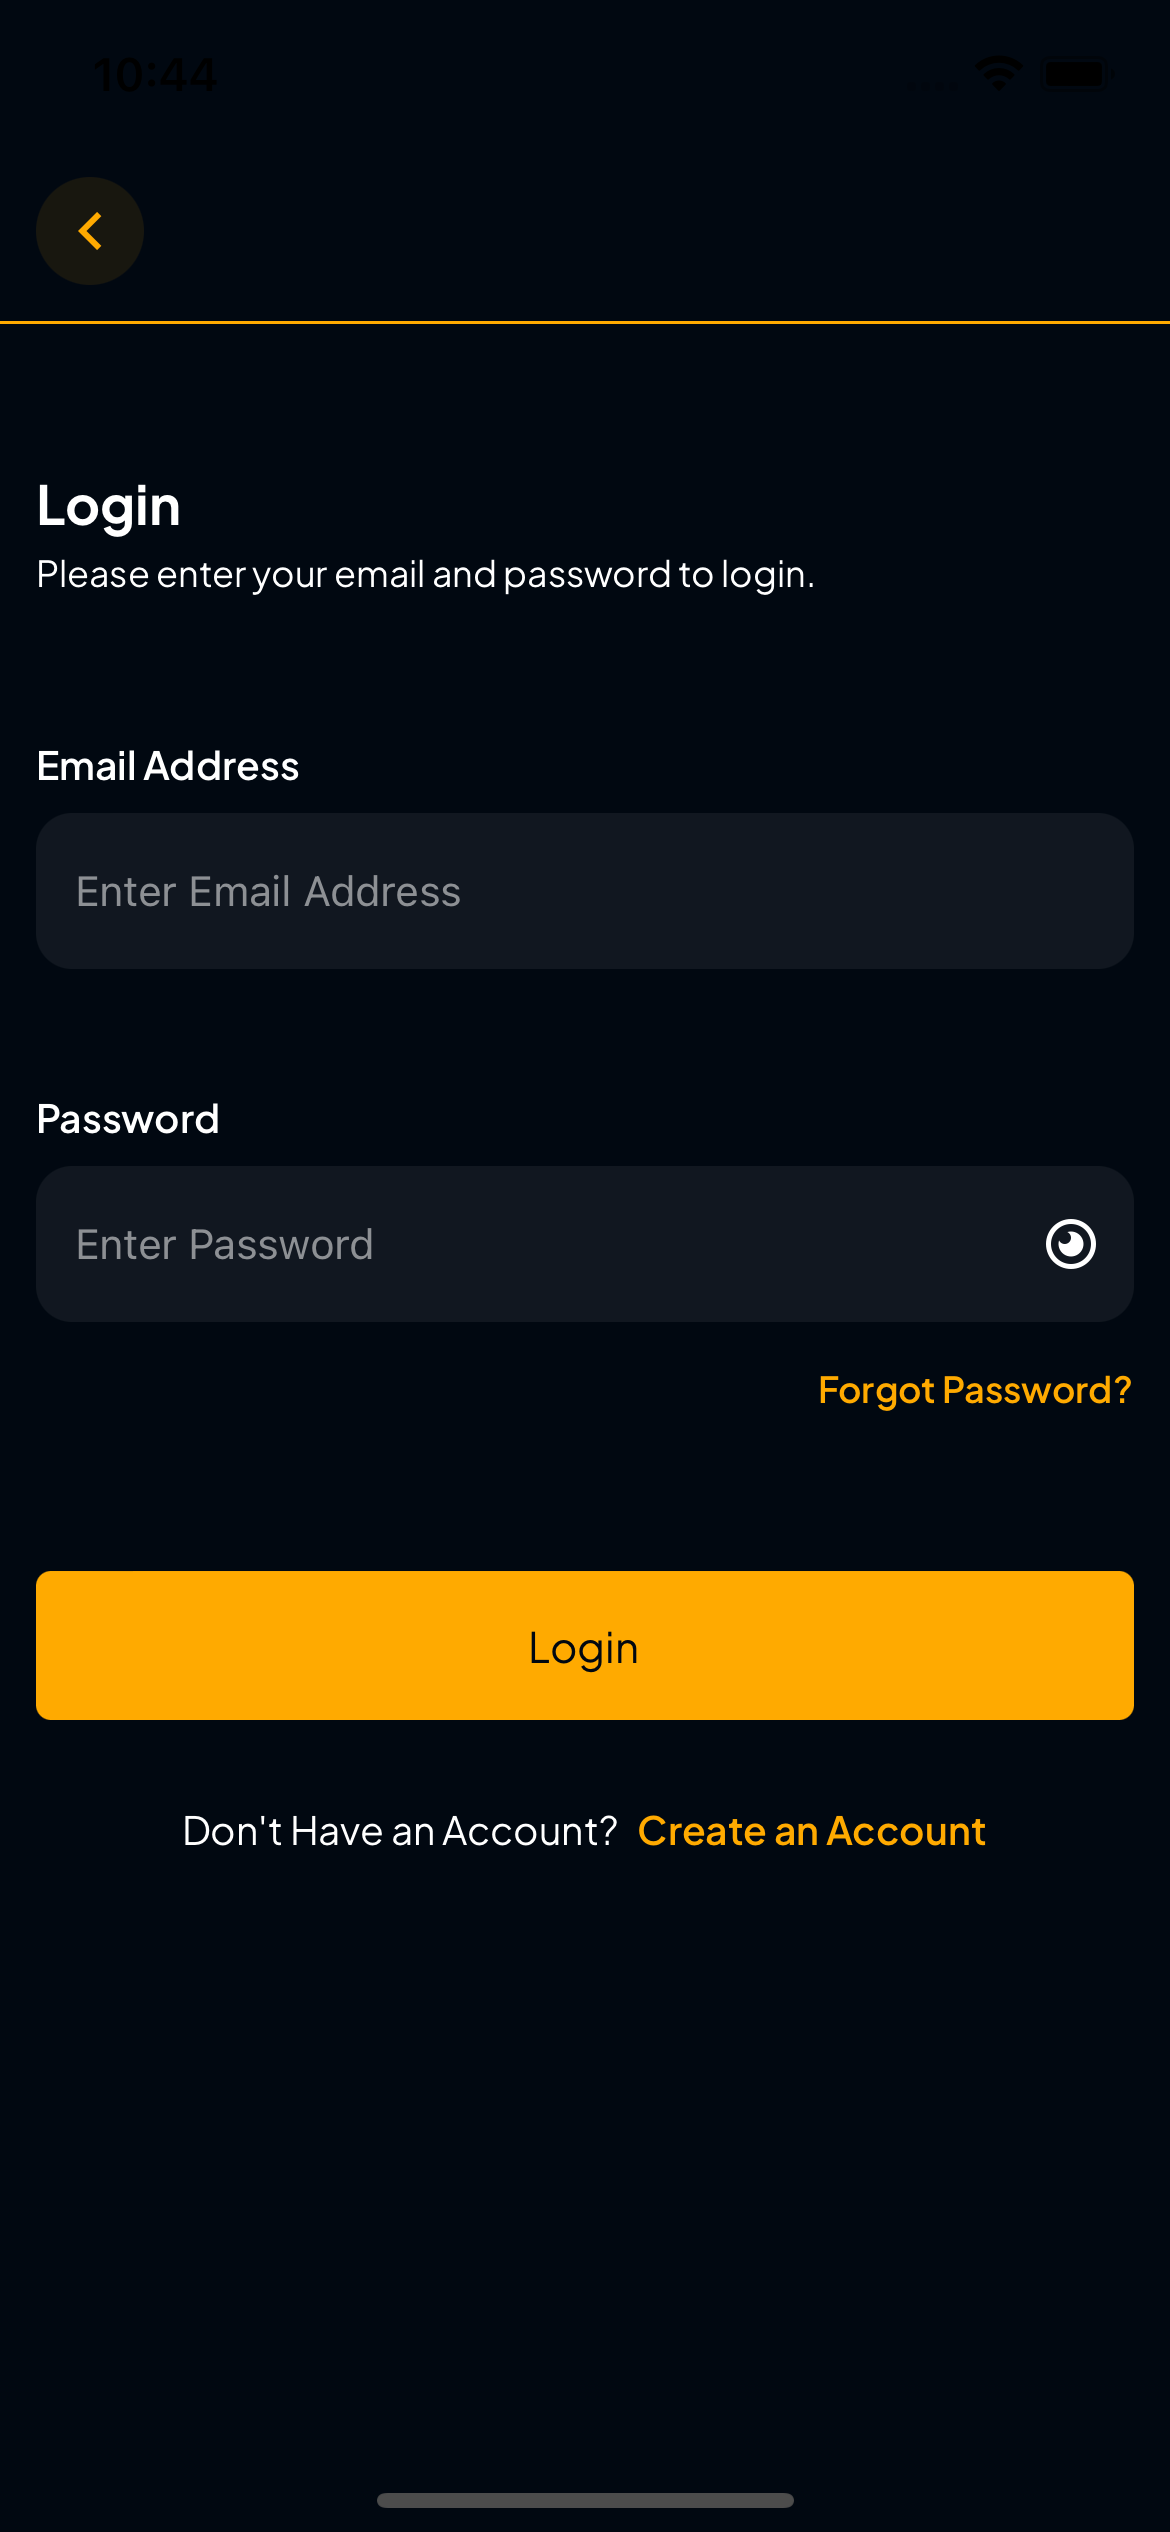 10:44
Login
Please enter your email and password to login.
Email Address
Enter Email Address
Password
Enter Password
Forgot Password?
Login
Don't Have an Account? Create an Account